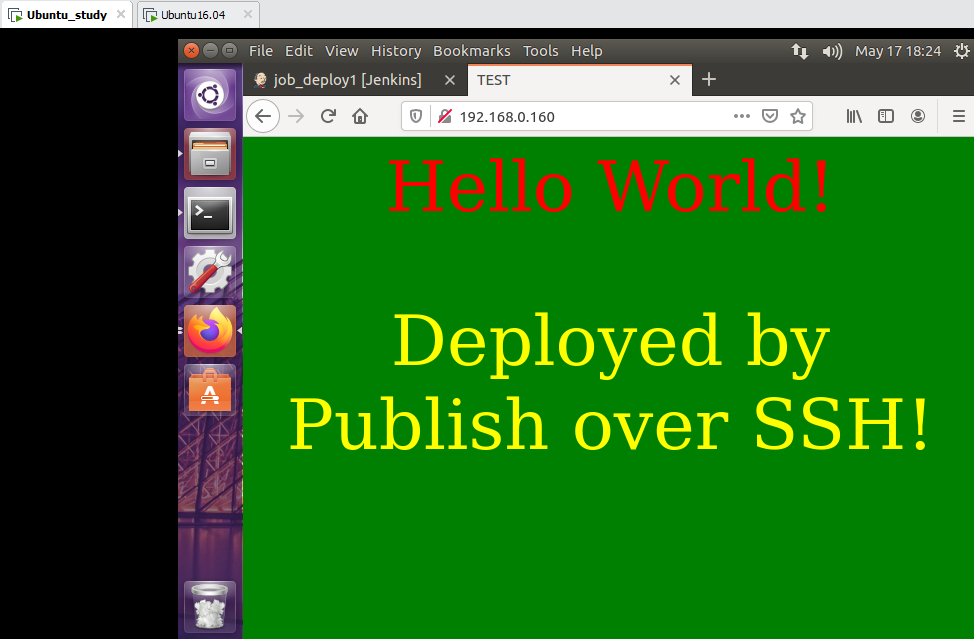 Ubuntu_study Ubuntu16.04
File Edit View History Bookmarks Tools Help May 17 18:24
job_deploy1 [Jenkins] TEST
192.168.0.160
Hello World!
Deployed by
Publish over SSH!